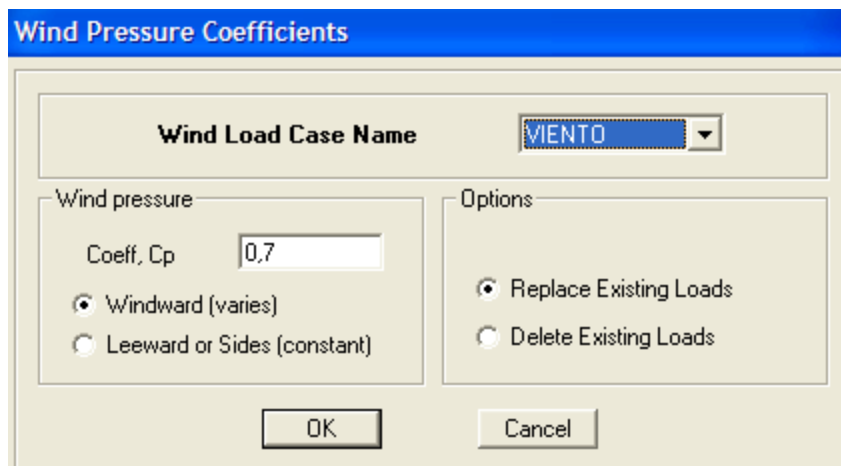 Wind Pressure Coefficients
Wind Load Case Name VIENTO
Wind pressure
Coeff, Cp 0,7
Windward (varies)
Leeward or Sides (constant)
Options
Replace Existing Loads
Delete Existing Loads
OK Cancel